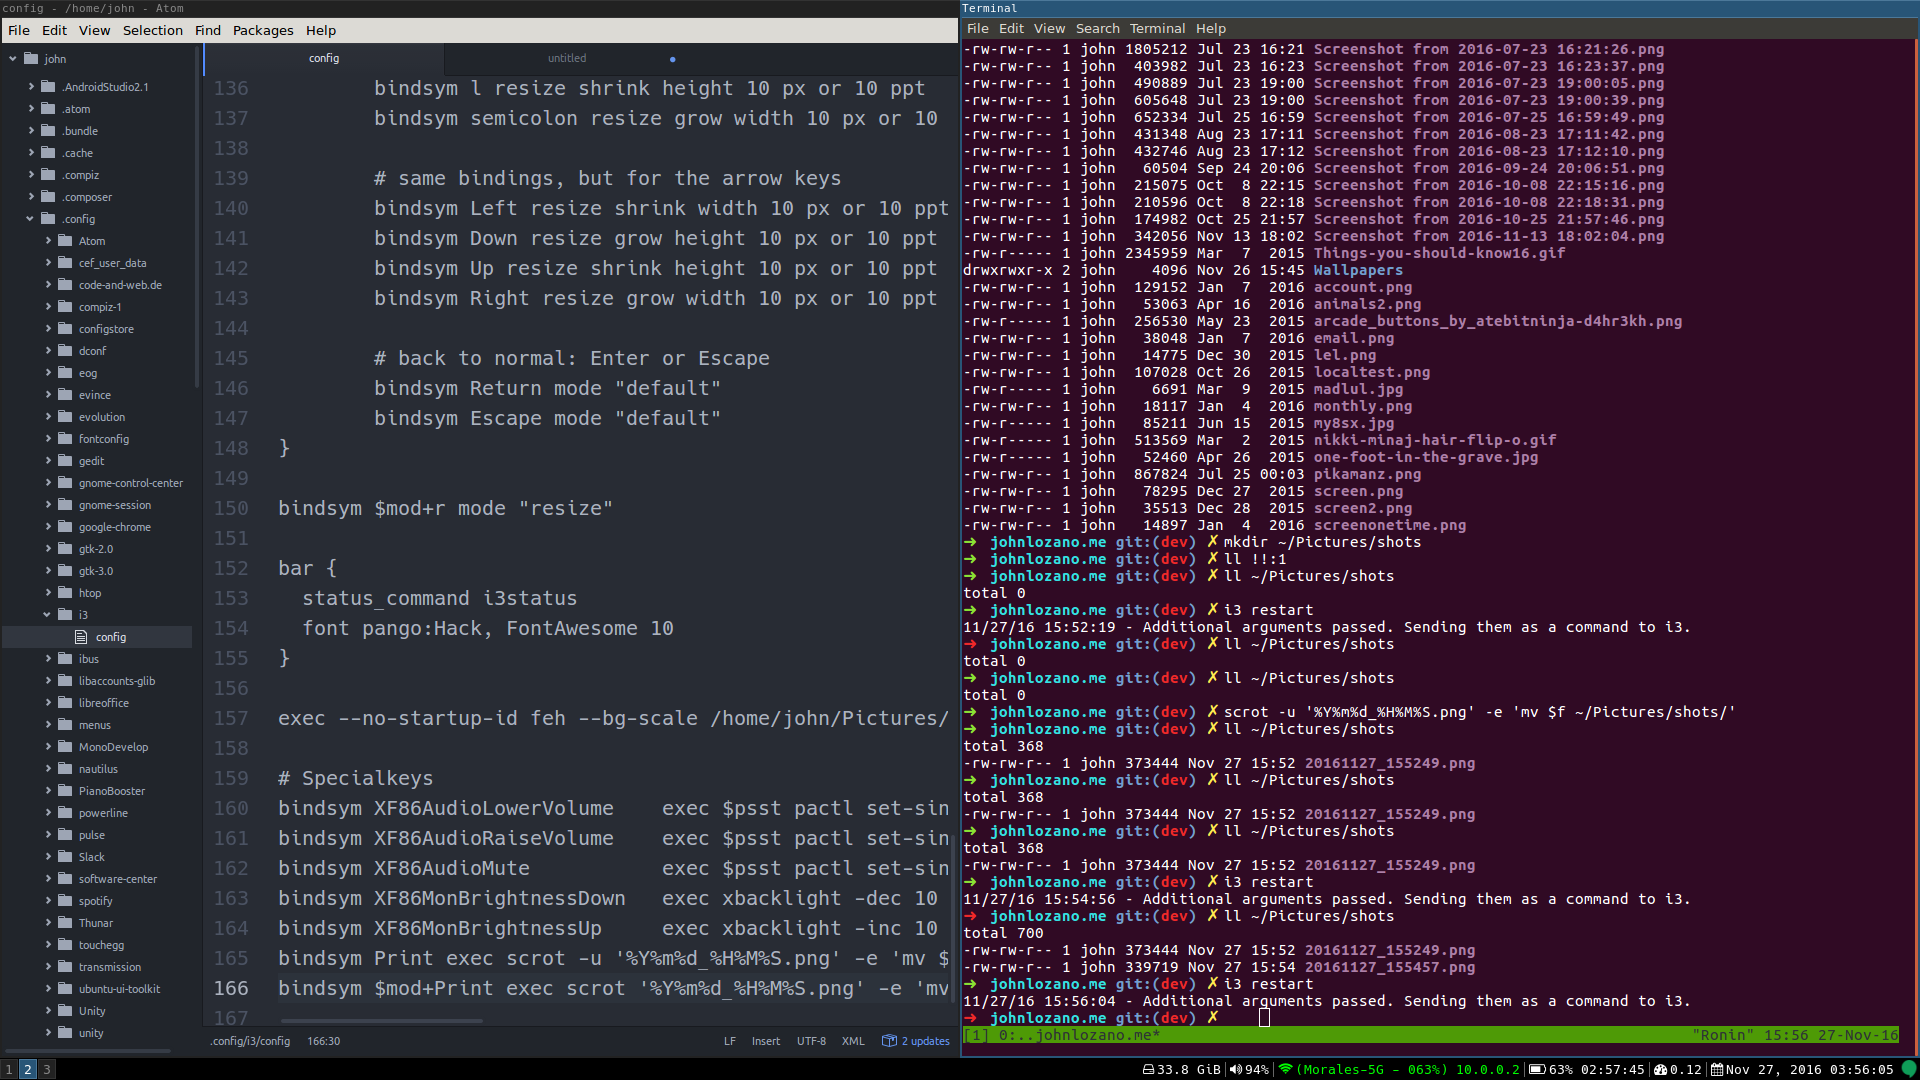 config - /home/john - Atom
File Edit View Selection Find Packages Help
john
.AndroidStudio2.1
.atom
.bundle
.cache
.compiz
.composer
.config
Atom
cef_user_data
code-and-web.de
compiz-1
configstore
dconf
eog
evince
evolution
fontconfig
gedit
gnome-control-center
gnome-session
google-chrome
gtk-2.0
gtk-3.0
htop
i3
config
ibus
libaccounts-glib
libreoffice
menus
MonoDevelop
nautilus
PianoBooster
powerline
pulse
Slack
software-center
spotify
Thunar
touchegg
transmission
ubuntu-ui-toolkit
Unity
unity
config untitled
136 bindsym l resize shrink height 10 px or 10 ppt
137 bindsym semicolon resize grow width 10 px or 10
138
139 # same bindings, but for the arrow keys
140 bindsym Left resize shrink width 10 px or 10 ppt
141 bindsym Down resize grow height 10 px or 10 ppt
142 bindsym Up resize shrink height 10 px or 10 ppt
143 bindsym Right resize grow width 10 px or 10 ppt
144
145 # back to normal: Enter or Escape
146 bindsym Return mode "default"
147 bindsym Escape mode "default"
148 }
149
150 bindsym $mod+r mode "resize"
151
152 bar {
153 status_command i3status
154 font pango:Hack, FontAwesome 10
155 }
156
157 exec --no-startup-id feh --bg-scale /home/john/Pictures/
158
159 # Specialkeys
160 bindsym XF86AudioLowerVolume exec $psst pactl set-sin
161 bindsym XF86AudioRaiseVolume exec $psst pactl set-sin
162 bindsym XF86AudioMute exec $psst pactl set-sin
163 bindsym XF86MonBrightnessDown exec xbacklight -dec 10
164 bindsym XF86MonBrightnessUp exec xbacklight -inc 10
165 bindsym Print exec scrot -u '%Y%m%d_%H%M%S.png' -e 'mv $
166 bindsym $mod+Print exec scrot '%Y%m%d_%H%M%S.png' -e 'mv
167
.config/i3/config 166:30 LF Insert UTF-8 XML 2 updates
Terminal
File Edit View Search Terminal Help
-rw-rw-r-- 1 john 1805212 Jul 23 16:21 Screenshot from 2016-07-23 16:21:26.png
-rw-rw-r-- 1 john 403982 Jul 23 16:23 Screenshot from 2016-07-23 16:23:37.png
-rw-rw-r-- 1 john 490889 Jul 23 19:00 Screenshot from 2016-07-23 19:00:05.png
-rw-rw-r-- 1 john 605648 Jul 23 19:00 Screenshot from 2016-07-23 19:00:39.png
-rw-rw-r-- 1 john 652334 Jul 25 16:59 Screenshot from 2016-07-25 16:59:49.png
-rw-rw-r-- 1 john 431348 Aug 23 17:11 Screenshot from 2016-08-23 17:11:42.png
-rw-rw-r-- 1 john 432746 Aug 23 17:12 Screenshot from 2016-08-23 17:12:10.png
-rw-rw-r-- 1 john 60504 Sep 24 20:06 Screenshot from 2016-09-24 20:06:51.png
-rw-rw-r-- 1 john 215075 Oct 8 22:15 Screenshot from 2016-10-08 22:15:16.png
-rw-rw-r-- 1 john 210596 Oct 8 22:18 Screenshot from 2016-10-08 22:18:31.png
-rw-rw-r-- 1 john 174982 Oct 25 21:57 Screenshot from 2016-10-25 21:57:46.png
-rw-rw-r-- 1 john 342056 Nov 13 18:02 Screenshot from 2016-11-13 18:02:04.png
-rw-r----- 1 john 2345959 Mar 7 2015 Things-you-should-know16.gif
drwxrwxr-x 2 john 4096 Nov 26 15:45 Wallpapers
-rw-rw-r-- 1 john 129152 Jan 7 2016 account.png
-rw-rw-r-- 1 john 53063 Apr 16 2016 animals2.png
-rw-r----- 1 john 256530 May 23 2015 arcade_buttons_by_atebitninja-d4hr3kh.png
-rw-rw-r-- 1 john 38048 Jan 7 2016 email.png
-rw-rw-r-- 1 john 14775 Dec 30 2015 lel.png
-rw-rw-r-- 1 john 107028 Oct 26 2015 localtest.png
-rw-r----- 1 john 6691 Mar 9 2015 madlul.jpg
-rw-rw-r-- 1 john 18117 Jan 4 2016 monthly.png
-rw-r----- 1 john 85211 Jun 15 2015 my8sx.jpg
-rw-r----- 1 john 513569 Mar 2 2015 nikki-minaj-hair-flip-o.gif
-rw-r----- 1 john 52460 Apr 26 2015 one-foot-in-the-grave.jpg
-rw-rw-r-- 1 john 867824 Jul 25 00:03 pikamanz.png
-rw-rw-r-- 1 john 78295 Dec 27 2015 screen.png
-rw-rw-r-- 1 john 35513 Dec 28 2015 screen2.png
-rw-rw-r-- 1 john 14897 Jan 4 2016 screenonetime.png
➜ johnlozano.me git:(dev) ✗ mkdir ~/Pictures/shots
➜ johnlozano.me git:(dev) ✗ ll !!:1
➜ johnlozano.me git:(dev) ✗ ll ~/Pictures/shots
total 0
➜ johnlozano.me git:(dev) ✗ i3 restart
11/27/16 15:52:19 - Additional arguments passed. Sending them as a command to i3.
➜ johnlozano.me git:(dev) ✗ ll ~/Pictures/shots
total 0
➜ johnlozano.me git:(dev) ✗ ll ~/Pictures/shots
total 0
➜ johnlozano.me git:(dev) ✗ scrot -u '%Y%m%d_%H%M%S.png' -e 'mv $f ~/Pictures/shots/'
➜ johnlozano.me git:(dev) ✗ ll ~/Pictures/shots
total 368
-rw-rw-r-- 1 john 373444 Nov 27 15:52 20161127_155249.png
➜ johnlozano.me git:(dev) ✗ ll ~/Pictures/shots
total 368
-rw-rw-r-- 1 john 373444 Nov 27 15:52 20161127_155249.png
➜ johnlozano.me git:(dev) ✗ ll ~/Pictures/shots
total 368
-rw-rw-r-- 1 john 373444 Nov 27 15:52 20161127_155249.png
➜ johnlozano.me git:(dev) ✗ i3 restart
11/27/16 15:54:56 - Additional arguments passed. Sending them as a command to i3.
➜ johnlozano.me git:(dev) ✗ ll ~/Pictures/shots
total 700
-rw-rw-r-- 1 john 373444 Nov 27 15:52 20161127_155249.png
-rw-rw-r-- 1 john 339719 Nov 27 15:54 20161127_155457.png
➜ johnlozano.me git:(dev) ✗ i3 restart
11/27/16 15:56:04 - Additional arguments passed. Sending them as a command to i3.
➜ johnlozano.me git:(dev) ✗
[1] 0:..johnlozano.me* "Ronin" 15:56 27-Nov-16
1 2 3 33.8 GiB 94% (Morales-5G - 063%) 10.0.0.2 63% 02:57:45 0.12 Nov 27, 2016 03:56:05